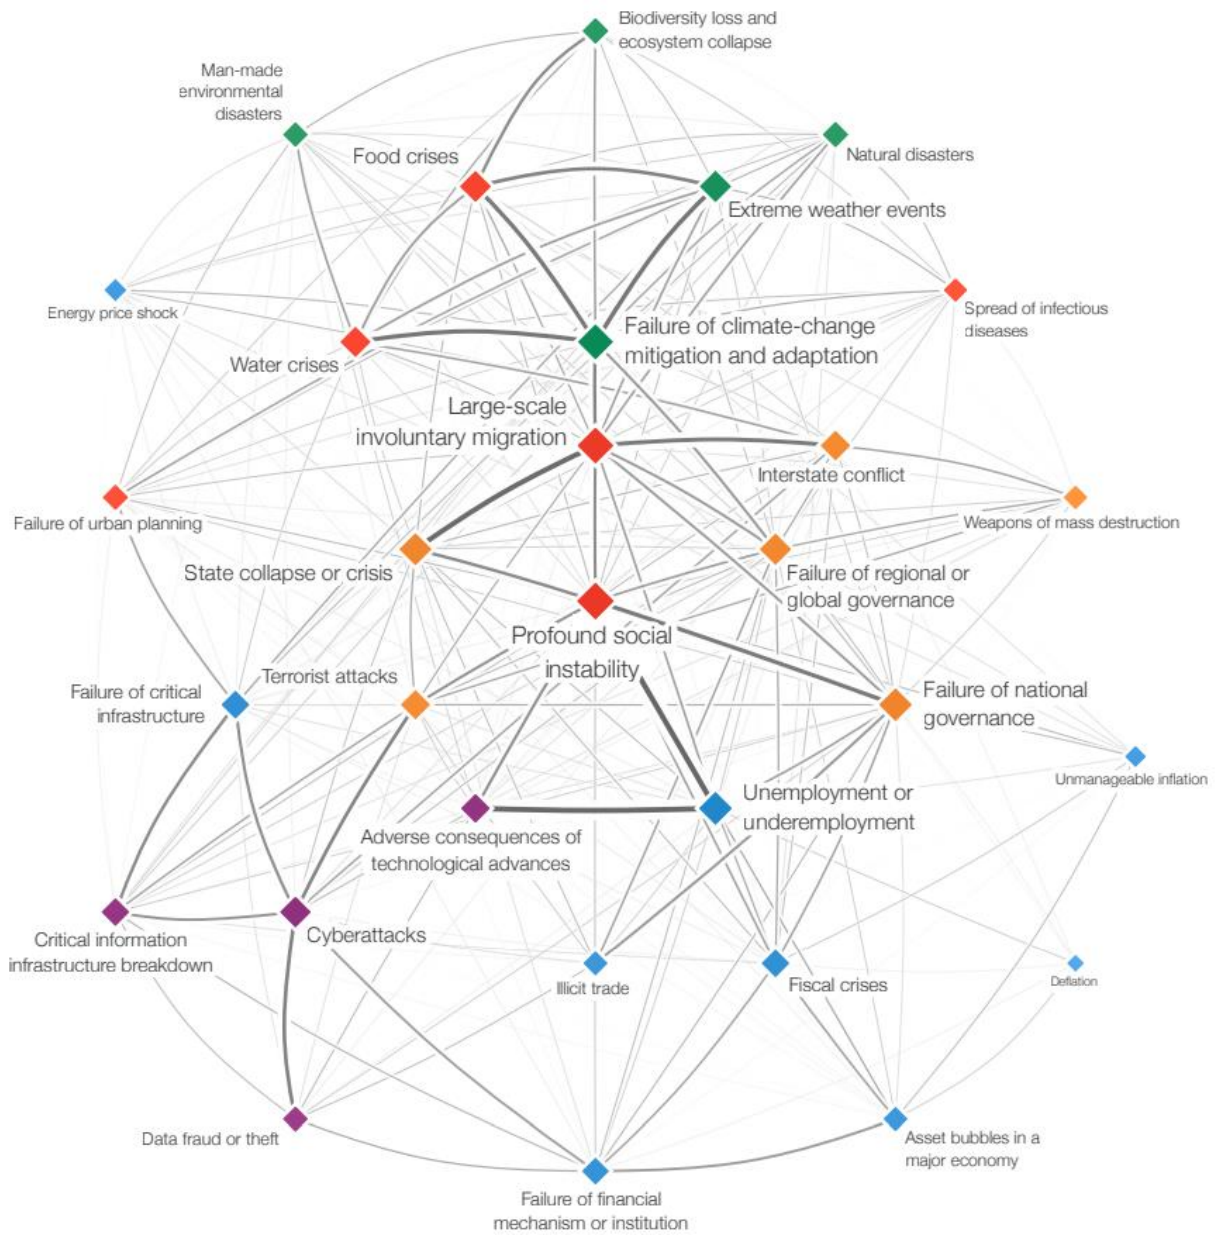 Biodiversity loss and
ecosystem collapse
Man-made
environmental
disasters
Food crises
Natural disasters
Extreme weather events
Energy price shock
Spread of infectious
diseases
Failure of climate-change
mitigation and adaptation
Water crises
Large-scale
involuntary migration
Interstate conflict
Failure of urban planning
Weapons of mass destruction
State collapse or crisis
Failure of regional or
global governance
Profound social
instability
Terrorist attacks
Failure of critical
infrastructure
Failure of national
governance
Unmanageable inflation
Unemployment or
underemployment
Adverse consequences of
technological advances
Critical information
infrastructure breakdown
Cyberattacks
Illicit trade
Fiscal crises
Deflation
Data fraud or theft
Asset bubbles in a
major economy
Failure of financial
mechanism or institution